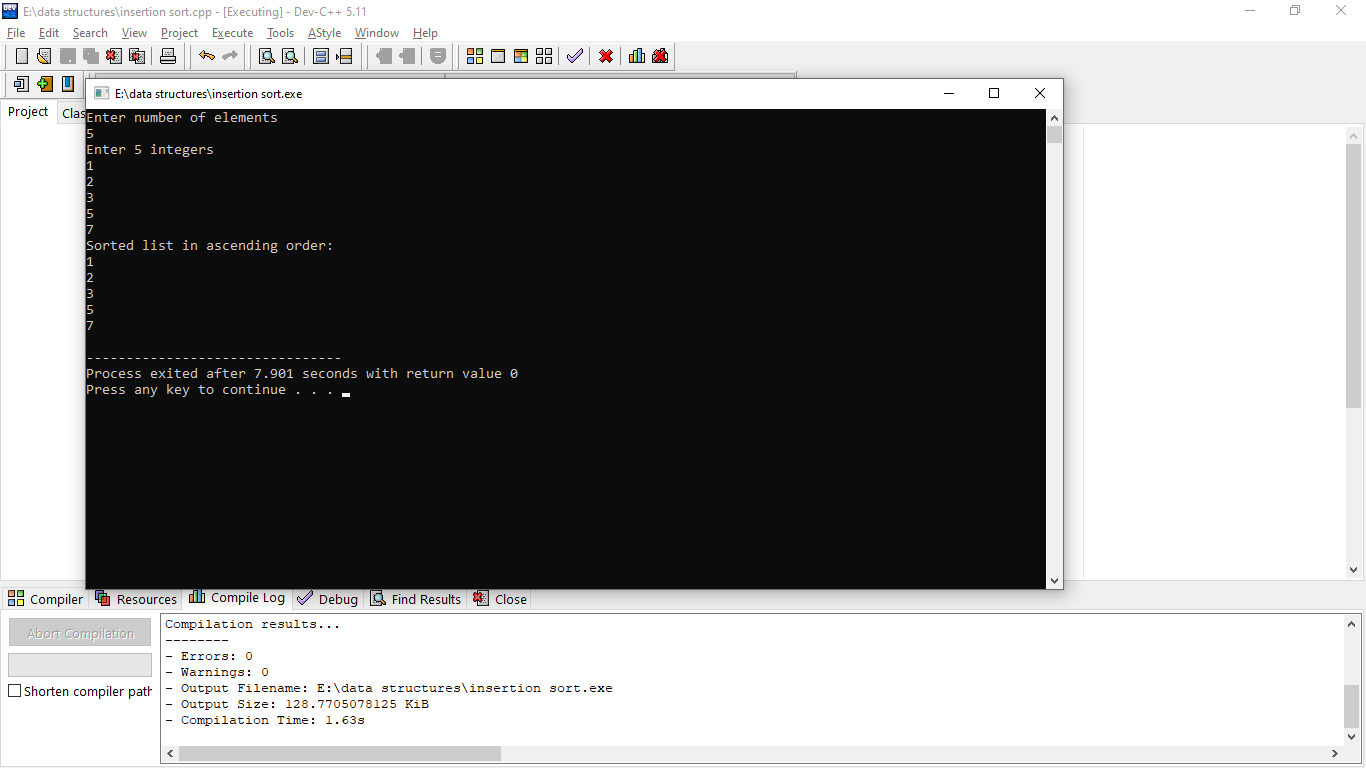 E:\data structures\insertion sort.cpp - [Executing] - Dev-C++ 5.11
File Edit Search View Project Execute Tools AStyle Window Help
Project Clas
E:\data structures\insertion sort.exe
Enter number of elements
5
Enter 5 integers
1
2
3
5
7
Sorted list in ascending order:
1
2
3
5
7
--------------------------------
Process exited after 7.901 seconds with return value 0
Press any key to continue . . .
Compiler Resources Compile Log Debug Find Results Close
Abort Compilation
Shorten compiler path
Compilation results...
--------
- Errors: 0
- Warnings: 0
- Output Filename: E:\data structures\insertion sort.exe
- Output Size: 128.7705078125 KiB
- Compilation Time: 1.63s